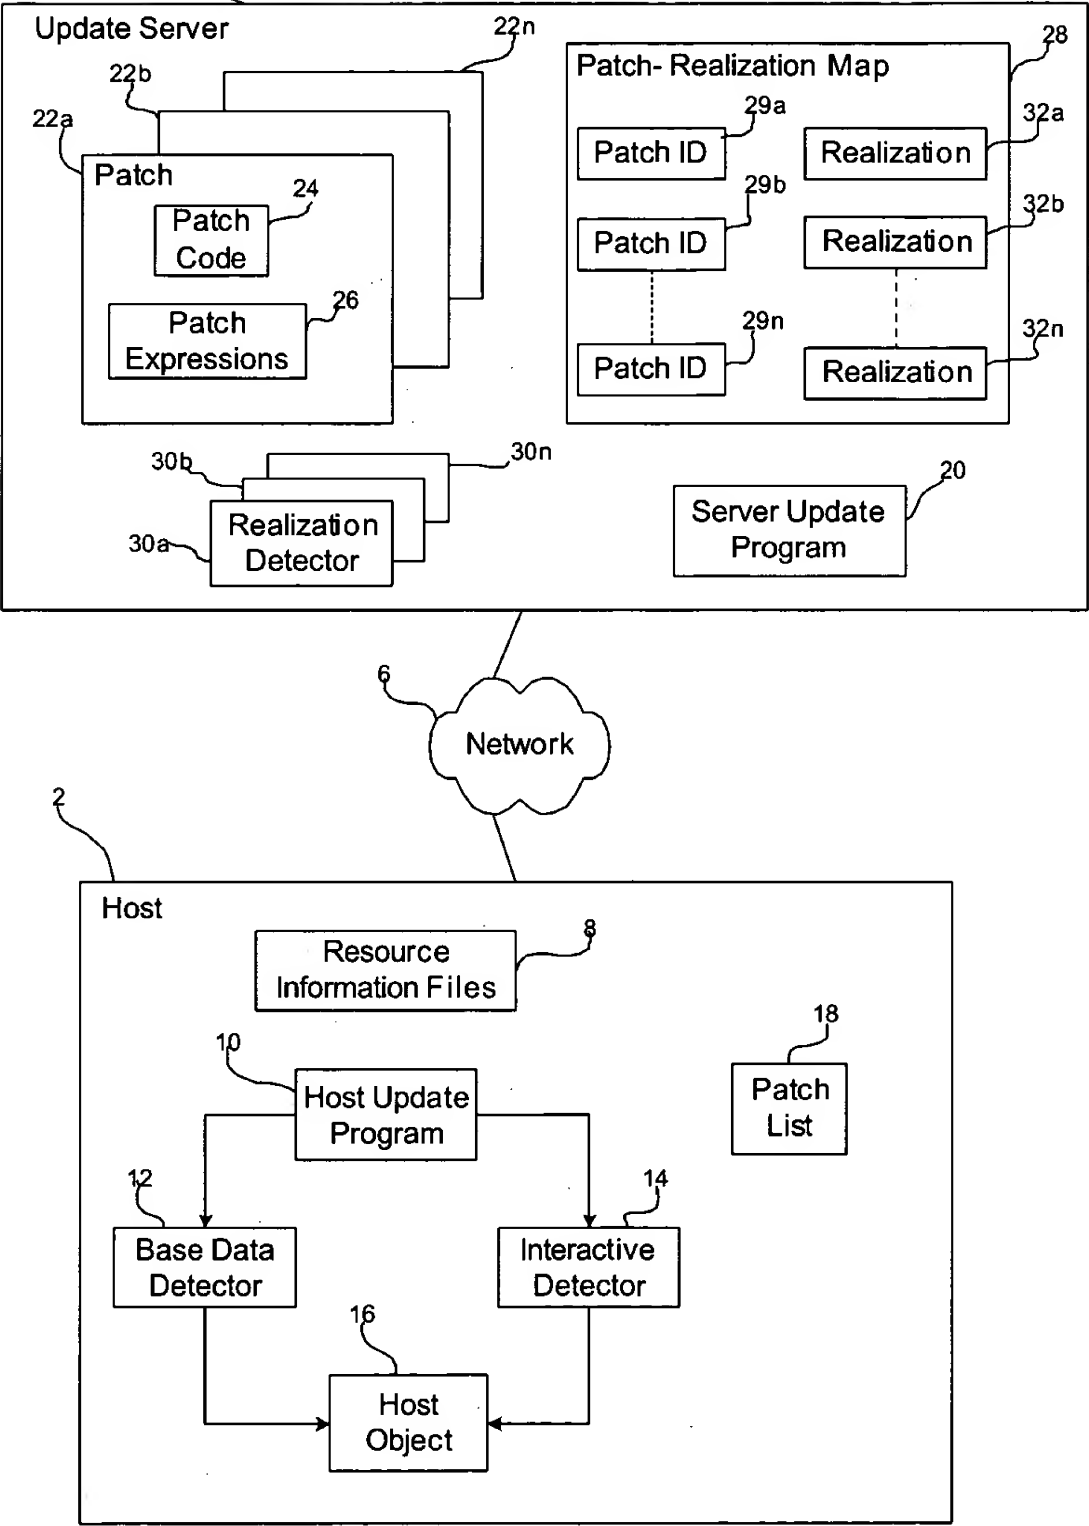 Update Server
22n
22b
22a
Patch
24
Patch
Code
26
Patch
Expressions
28
Patch- Realization Map
29a
32a
Patch ID
Realization
29b
32b
Patch ID
Realization
29n
32n
Patch ID
Realization
30n
30b
30a
Realization
Detector
20
Server Update
Program
6
Network
2
Host
8
Resource
Information Files
10
Host Update
Program
18
Patch
List
12
Base Data
Detector
14
Interactive
Detector
16
Host
Object